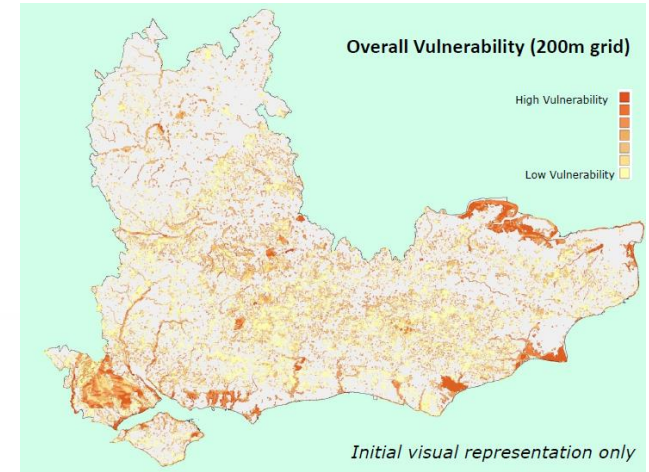 Overall Vulnerability (200m grid)
High Vulnerability
Low Vulnerability
Initial visual representation only